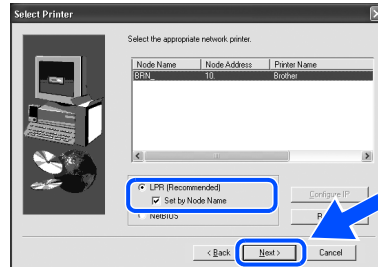 Select Printer
Select the appropriate network printer.
Node Name Node Address Printer Name
BRN_ 10. Brother
LPR (Recommended)
Set by Node Name
Configure IP
NetBIOS
< Back Next > Cancel